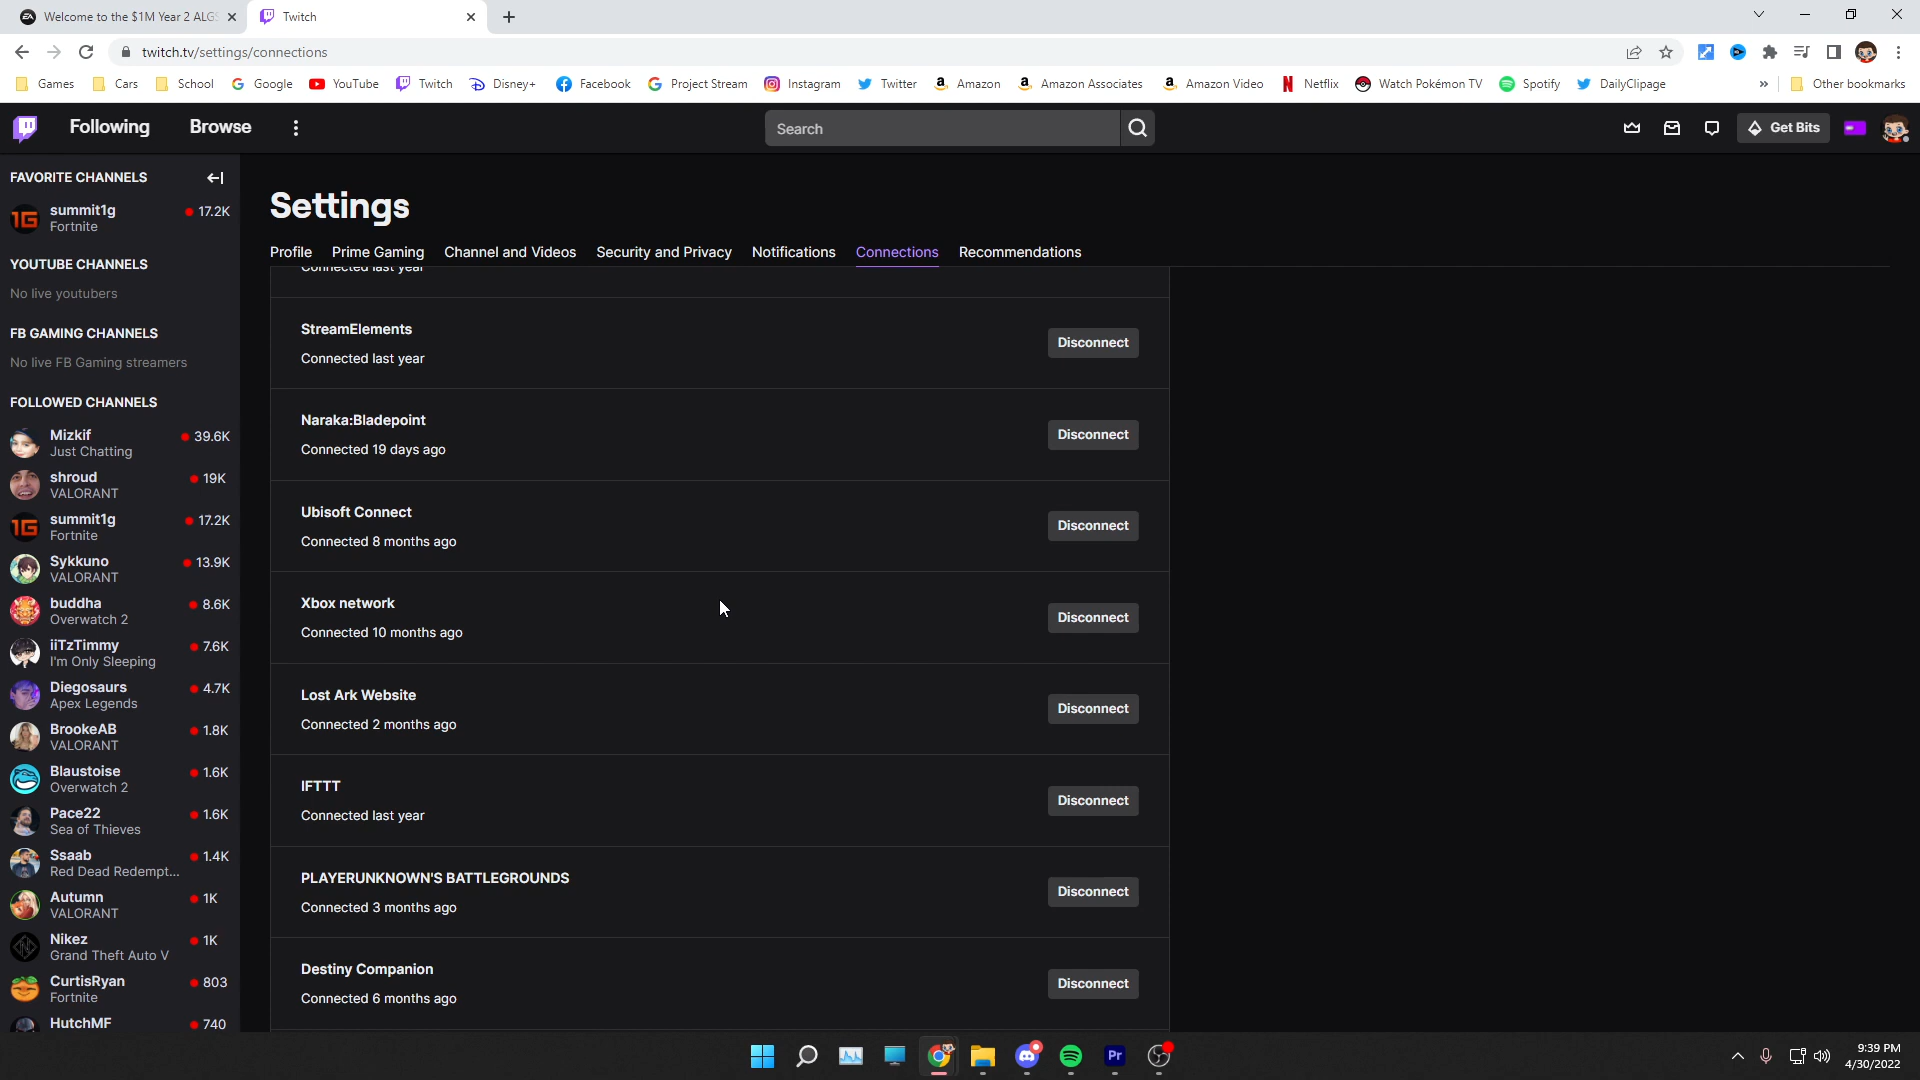 Welcome to the $1M Year 2 ALGS
Twitch
twitch.tv/settings/connections
Games Cars School Google YouTube Twitch Disney+ Facebook Project Stream Instagram Twitter Amazon Amazon Associates Amazon Video Netflix Watch Pokémon TV Spotify DailyClipage » Other bookmarks
Following Browse Search Get Bits
FAVORITE CHANNELS
summit1g 17.2K
Fortnite
YOUTUBE CHANNELS
No live youtubers
FB GAMING CHANNELS
No live FB Gaming streamers
FOLLOWED CHANNELS
Mizkif 39.6K
Just Chatting
shroud 19K
VALORANT
summit1g 17.2K
Fortnite
Sykkuno 13.9K
VALORANT
buddha 8.6K
Overwatch 2
iiTzTimmy 7.6K
I'm Only Sleeping
Diegosaurs 4.7K
Apex Legends
BrookeAB 1.8K
VALORANT
Blaustoise 1.6K
Overwatch 2
Pace22 1.6K
Sea of Thieves
Ssaab 1.4K
Red Dead Redempt...
Autumn 1K
VALORANT
Nikez 1K
Grand Theft Auto V
CurtisRyan 803
Fortnite
HutchMF 740
Settings
Profile Prime Gaming Channel and Videos Security and Privacy Notifications Connections Recommendations
Connected last year
StreamElements
Connected last year
Disconnect
Naraka:Bladepoint
Connected 19 days ago
Disconnect
Ubisoft Connect
Connected 8 months ago
Disconnect
Xbox network
Connected 10 months ago
Disconnect
Lost Ark Website
Connected 2 months ago
Disconnect
IFTTT
Connected last year
Disconnect
PLAYERUNKNOWN'S BATTLEGROUNDS
Connected 3 months ago
Disconnect
Destiny Companion
Connected 6 months ago
Disconnect
Pr
9:39 PM
4/30/2022